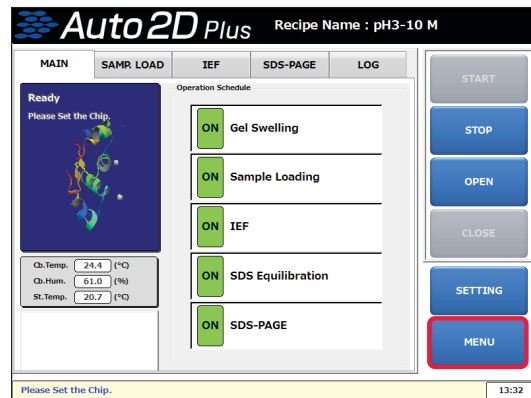 Auto2D Plus Recipe Name : pH3-10 M
MAIN SAMP. LOAD IEF SDS-PAGE LOG
Ready
Please Set the Chip.
Cb.Temp. 24.4 (°C)
Cb.Hum. 61.0 (%)
St.Temp. 20.7 (°C)
Operation Schedule
ON Gel Swelling
ON Sample Loading
ON IEF
ON SDS Equilibration
ON SDS-PAGE
START
STOP
OPEN
CLOSE
SETTING
MENU
Please Set the Chip. 13:32